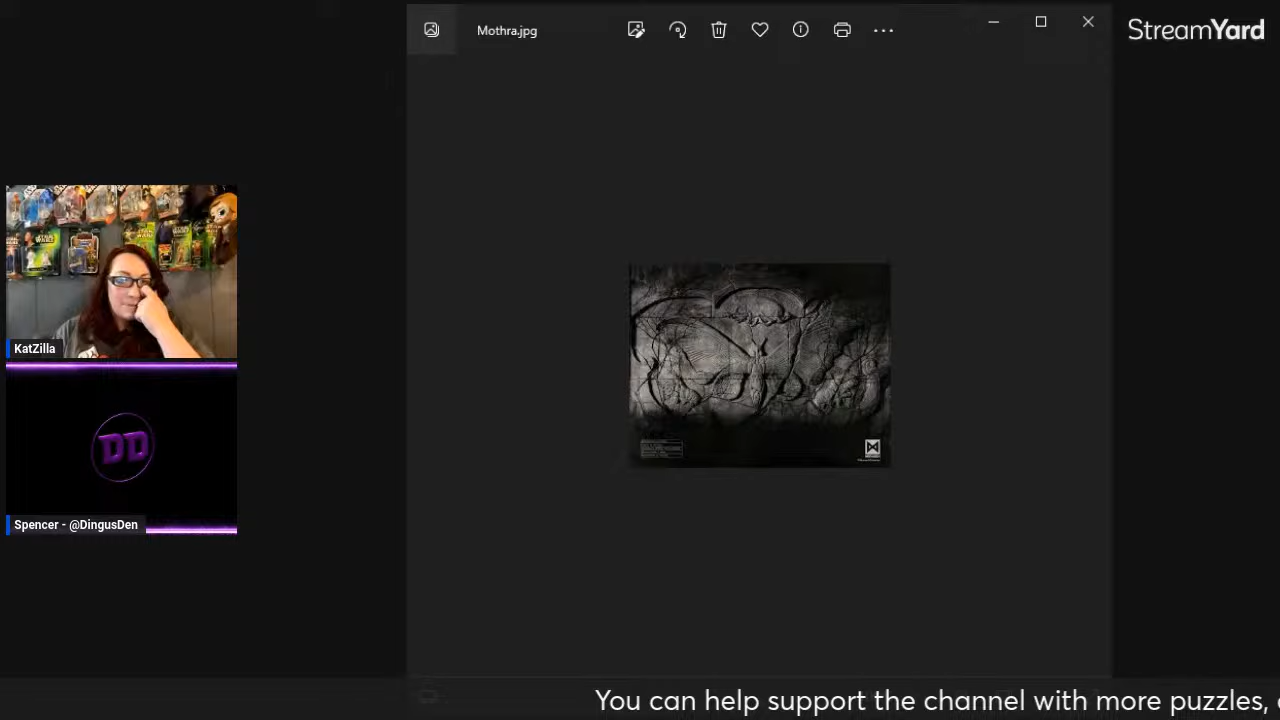 Mothra.jpg
StreamYard
KatZilla
DD
Spencer - @DingusDen
You can help support the channel with more puzzles,